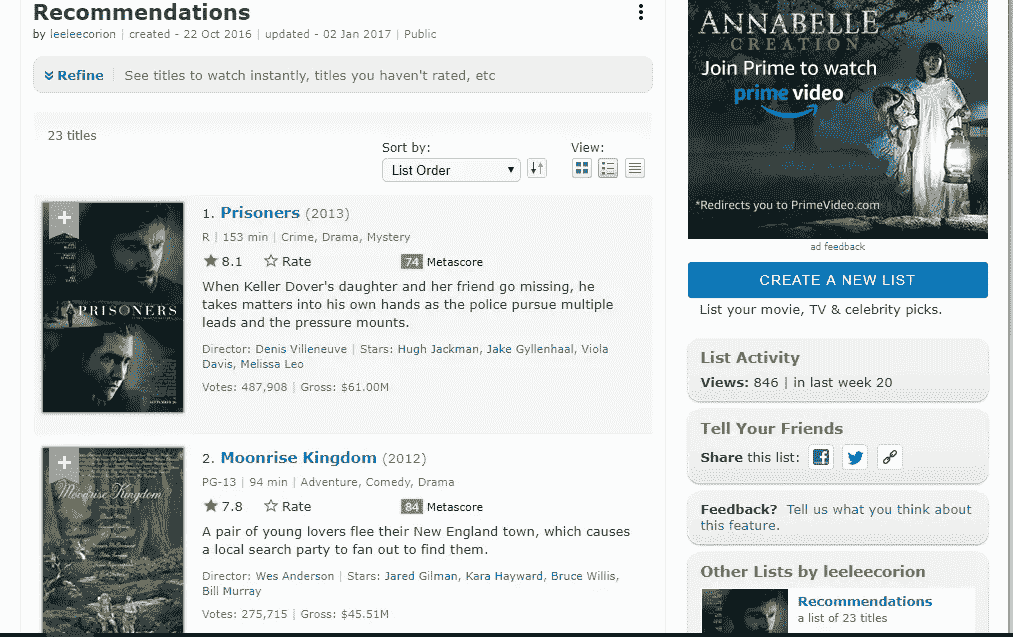 Recommendations
by leeleecorion | created - 22 Oct 2016 | updated - 02 Jan 2017 | Public
Refine
See titles to watch instantly, titles you haven't rated, etc
23 titles
Sort by:
View:
List Order
1. Prisoners (2013)
R | 153 min | Crime, Drama, Mystery
8.1 Rate 74 Metascore
When Keller Dover's daughter and her friend go missing, he
takes matters into his own hands as the police pursue multiple
leads and the pressure mounts.
Director: Denis Villeneuve | Stars: Hugh Jackman, Jake Gyllenhaal, Viola
Davis, Melissa Leo
Votes: 487,908 | Gross: $61.00M
PRISONERS
2. Moonrise Kingdom (2012)
PG-13 | 94 min | Adventure, Comedy, Drama
7.8 Rate 84 Metascore
A pair of young lovers flee their New England town, which causes
a local search party to fan out to find them.
Director: Wes Anderson | Stars: Jared Gilman, Kara Hayward, Bruce Willis,
Bill Murray
Votes: 275,715 | Gross: $45.51M
Moonrise Kingdom
ANNABELLE
CREATION
Join Prime to watch
prime video
*Redirects you to PrimeVideo.com
ad feedback
CREATE A NEW LIST
List your movie, TV & celebrity picks.
List Activity
Views: 846 | in last week 20
Tell Your Friends
Share this list:
Feedback? Tell us what you think about
this feature.
Other Lists by leeleecorion
Recommendations
a list of 23 titles